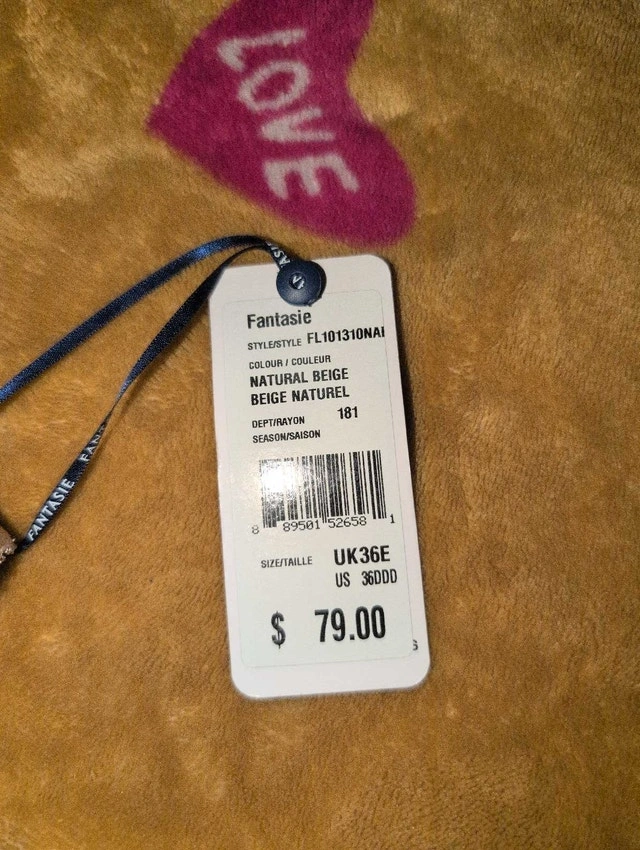 LOVE
Fantasie
STYLE/STYLE FL101310NA
COLOUR / COULEUR
NATURAL BEIGE
BEIGE NATUREL
DEPT/RAYON 181
SEASON/SAISON
8 89501 52658 1
SIZE/TAILLE UK36E
US 36DDD
$ 79.00
FANTASIE